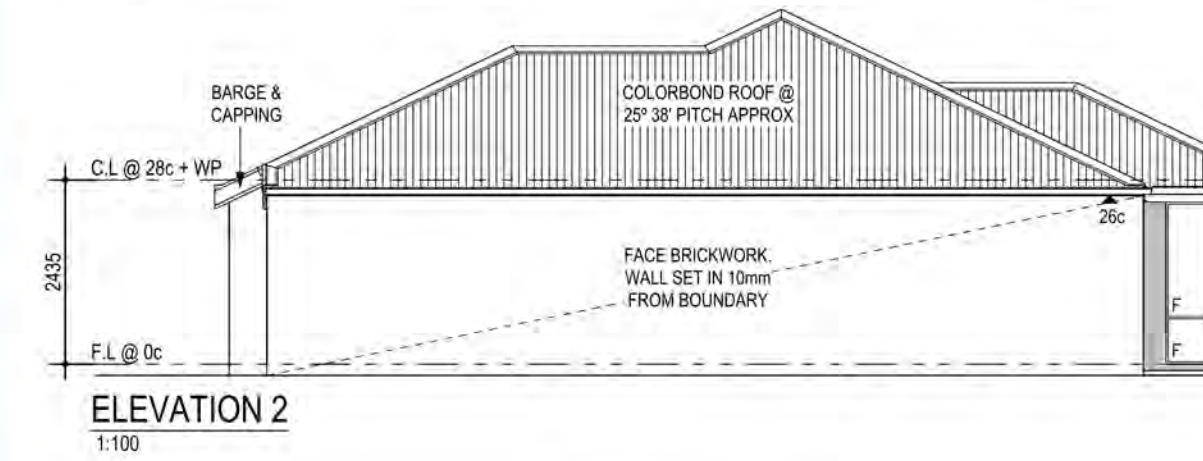 BARGE &
CAPPING
COLORBOND ROOF @
25° 38' PITCH APPROX
C.L @ 28c + WP
26c
2435
FACE BRICKWORK.
WALL SET IN 10mm
FROM BOUNDARY
F
F
F.L @ 0c
ELEVATION 2
1:100